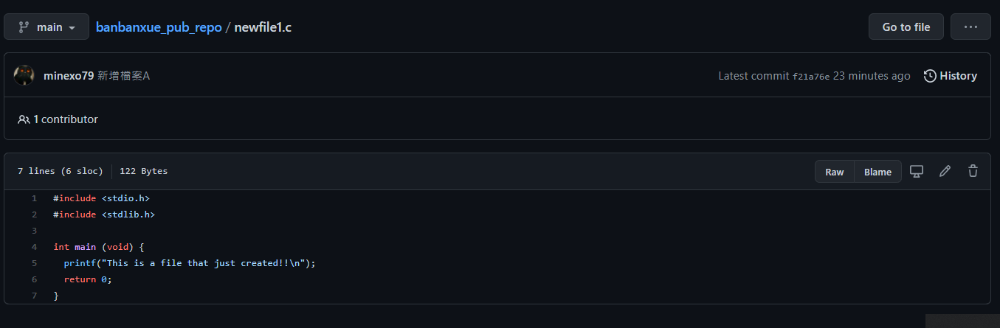 main banbanxue_pub_repo / newfile1.c Go to file ...
minexo79 新增檔案A Latest commit f21a76e 23 minutes ago History
1 contributor
7 lines (6 sloc) 122 Bytes Raw Blame
1 #include <stdio.h>
2 #include <stdlib.h>
3
4 int main (void) {
5 printf("This is a file that just created!!\n");
6 return 0;
7 }